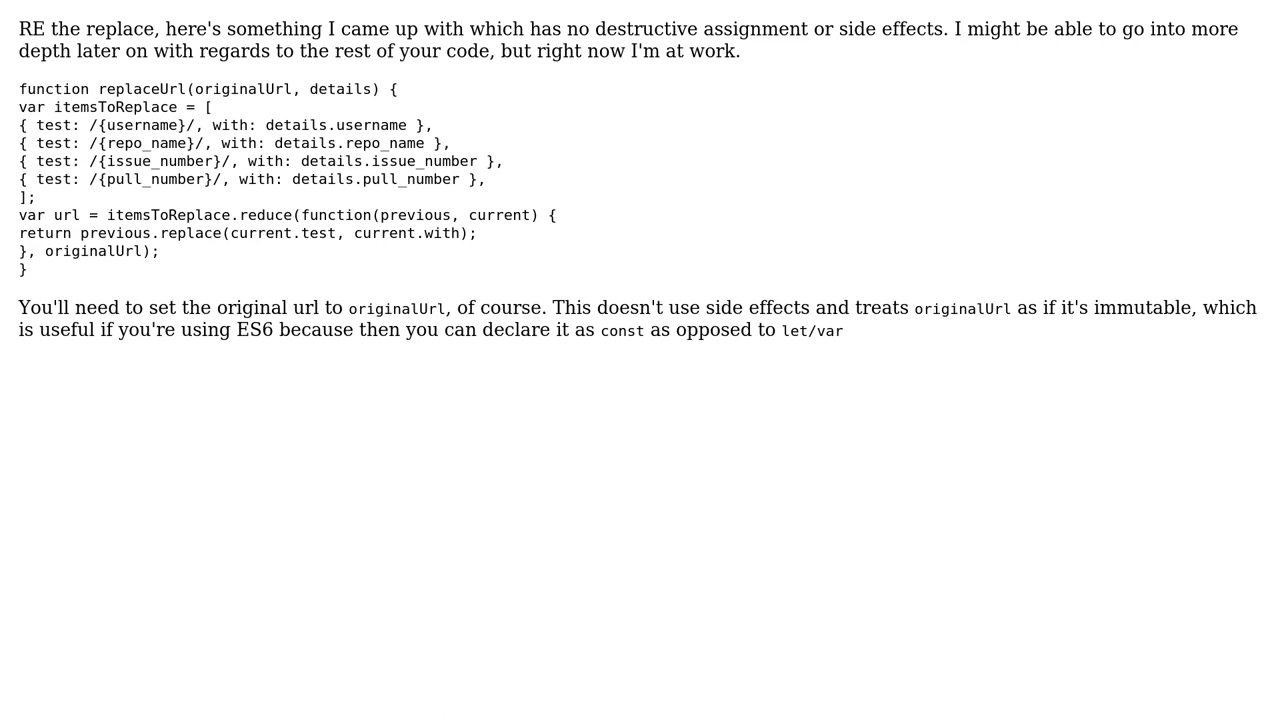 RE the replace, here's something I came up with which has no destructive assignment or side effects. I might be able to go into more
depth later on with regards to the rest of your code, but right now I'm at work.
function replaceUrl(originalUrl, details) {
var itemsToReplace = [
{ test: /{username}/, with: details.username },
{ test: /{repo_name}/, with: details.repo_name },
{ test: /{issue_number}/, with: details.issue_number },
{ test: /{pull_number}/, with: details.pull_number },
];
var url = itemsToReplace.reduce(function(previous, current) {
return previous.replace(current.test, current.with);
}, originalUrl);
}
You'll need to set the original url to originalUrl, of course. This doesn't use side effects and treats originalUrl as if it's immutable, which
is useful if you're using ES6 because then you can declare it as const as opposed to let/var